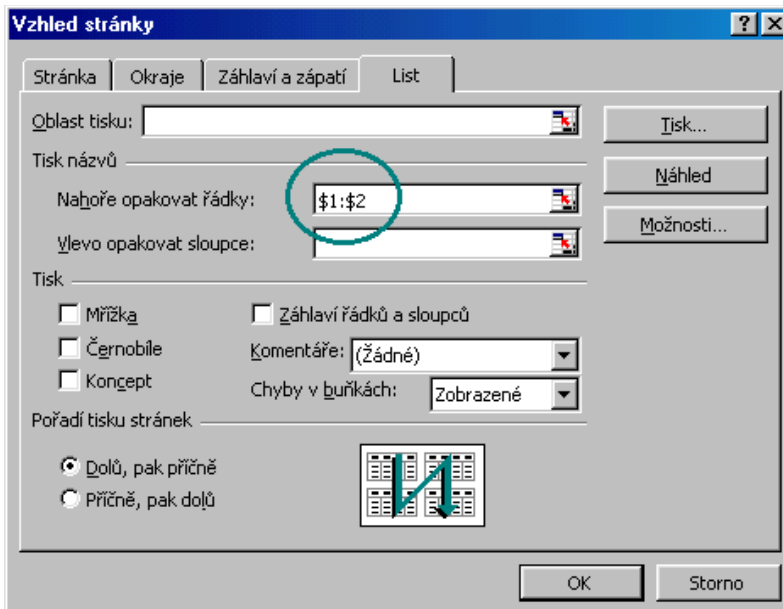 Vzhled stránky
Stránka Okraje Záhlaví a zápatí List
Oblast tisku: Tisk...
Tisk názvů
Náhled
Nahoře opakovat řádky: $1:$2
Možnosti...
Vlevo opakovat sloupce:
Tisk
Mřížka Záhlaví řádků a sloupců
Černobíle Komentáře: (Žádné)
Koncept Chyby v buňkách: Zobrazené
Pořadí tisku stránek
Dolů, pak příčně
Příčně, pak dolů
OK Storno